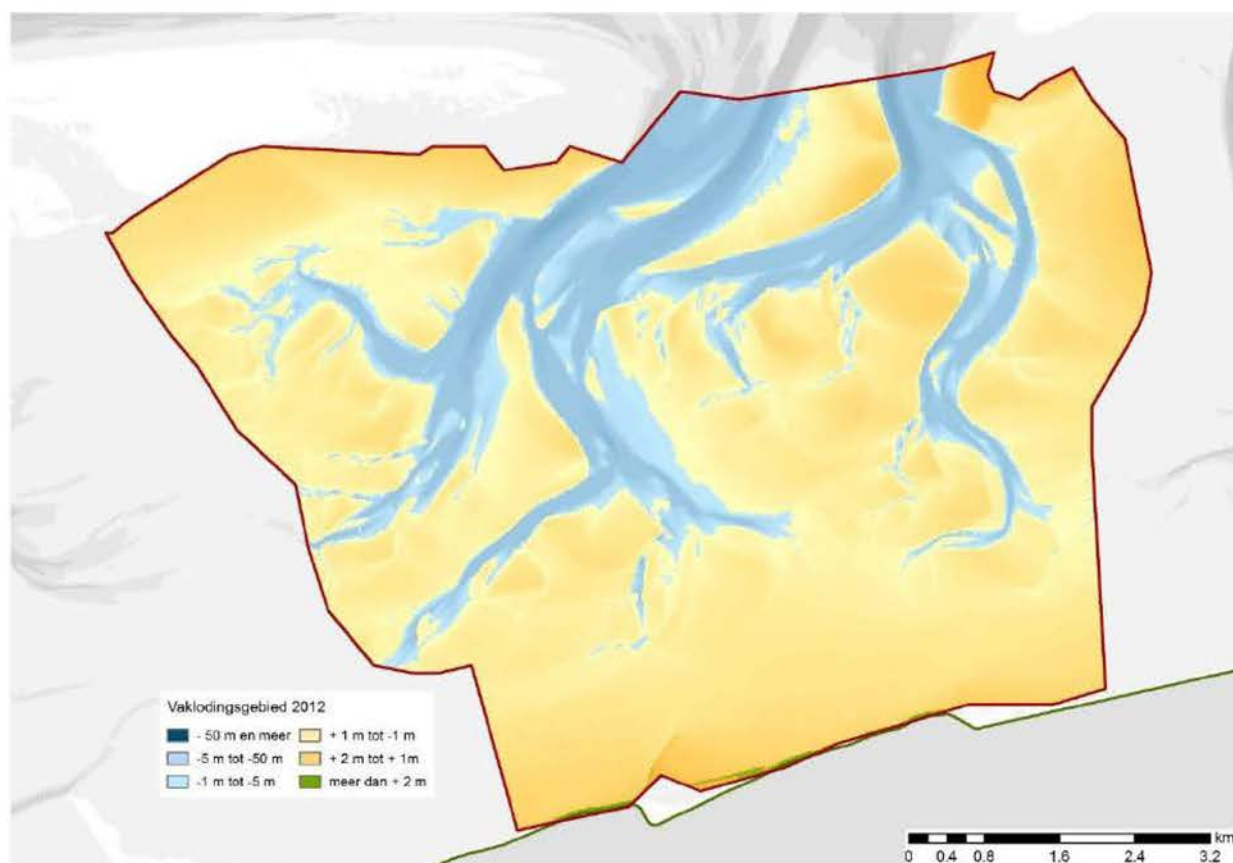 Vaklodingsgebied 2012
- 50 m en meer
+ 1 m tot -1 m
-5 m tot -50 m
+ 2 m tot + 1m
-1 m tot -5 m
meer dan + 2 m
km
0 0.4 0.8 1.6 2.4 3.2